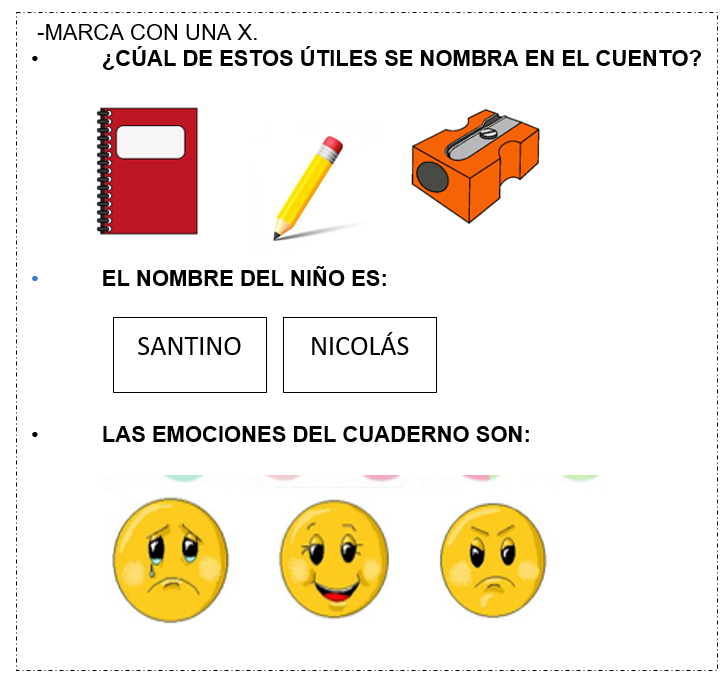 -MARCA CON UNA X.
• ¿CÚAL DE ESTOS ÚTILES SE NOMBRA EN EL CUENTO?
• EL NOMBRE DEL NIÑO ES:
SANTINO NICOLÁS
• LAS EMOCIONES DEL CUADERNO SON: